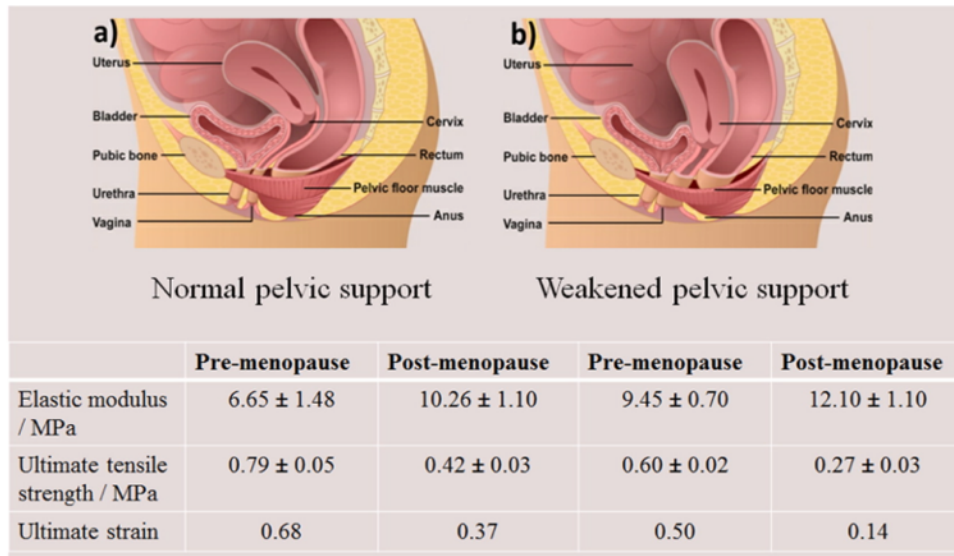 a)
Uterus
Bladder
Cervix
Pubic bone
Rectum
Pelvic floor muscle
Urethra
Anus
Vagina
Normal pelvic support
b)
Uterus
Bladder
Cervix
Pubic bone
Rectum
Pelvic floor muscle
Urethra
Anus
Vagina
Weakened pelvic support
Pre-menopause Post-menopause Pre-menopause Post-menopause
Elastic modulus / MPa 6.65 ± 1.48 10.26 ± 1.10 9.45 ± 0.70 12.10 ± 1.10
Ultimate tensile strength / MPa 0.79 ± 0.05 0.42 ± 0.03 0.60 ± 0.02 0.27 ± 0.03
Ultimate strain 0.68 0.37 0.50 0.14